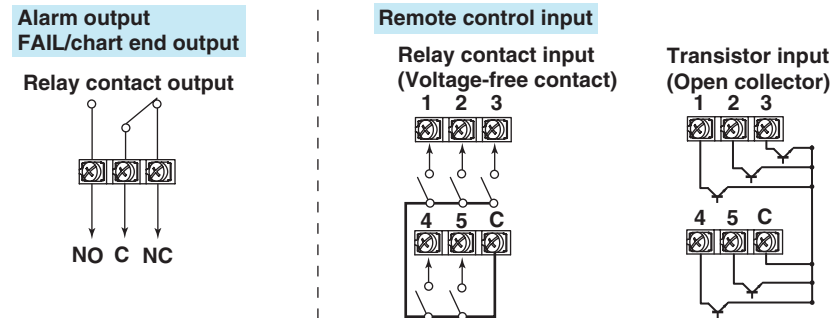 Alarm output
FAIL/chart end output
Relay contact output
NO C NC
Remote control input
Relay contact input
(Voltage-free contact)
1 2 3
4 5 C
Transistor input
(Open collector)
1 2 3
4 5 C